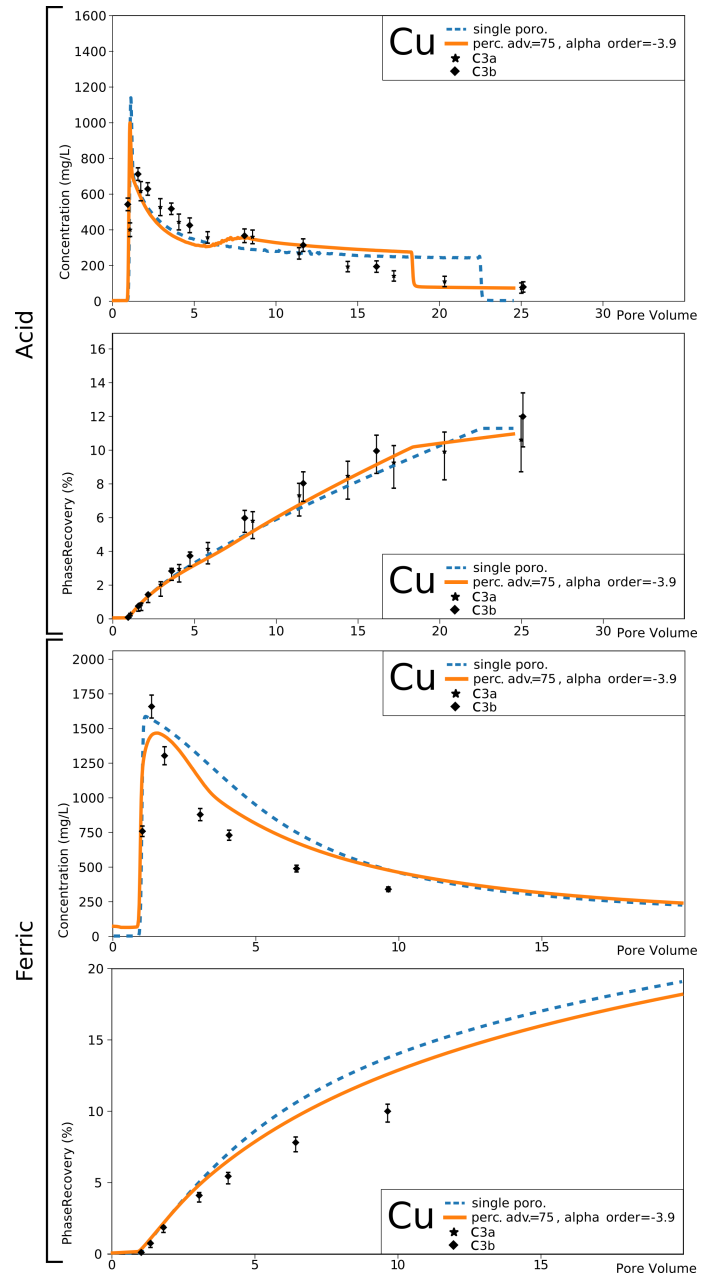 Acid
Concentration (mg/L)
1600
1400
1200
1000
800
600
400
200
0
Cu
single poro.
perc. adv.=75 , alpha order=-3.9
C3a
C3b
0 5 10 15 20 25 30 Pore Volume
PhaseRecovery (%)
16
14
12
10
8
6
4
2
0
Cu
single poro.
perc. adv.=75 , alpha order=-3.9
C3a
C3b
0 5 10 15 20 25 30 Pore Volume
Ferric
Concentration (mg/L)
2000
1750
1500
1250
1000
750
500
250
0
Cu
single poro.
perc. adv.=75 , alpha order=-3.9
C3a
C3b
0 5 10 15
Pore Volume
PhaseRecovery (%)
20
15
10
5
0
Cu
single poro.
perc. adv.=75 , alpha order=-3.9
C3a
C3b
0 5 10 15 Pore Volume